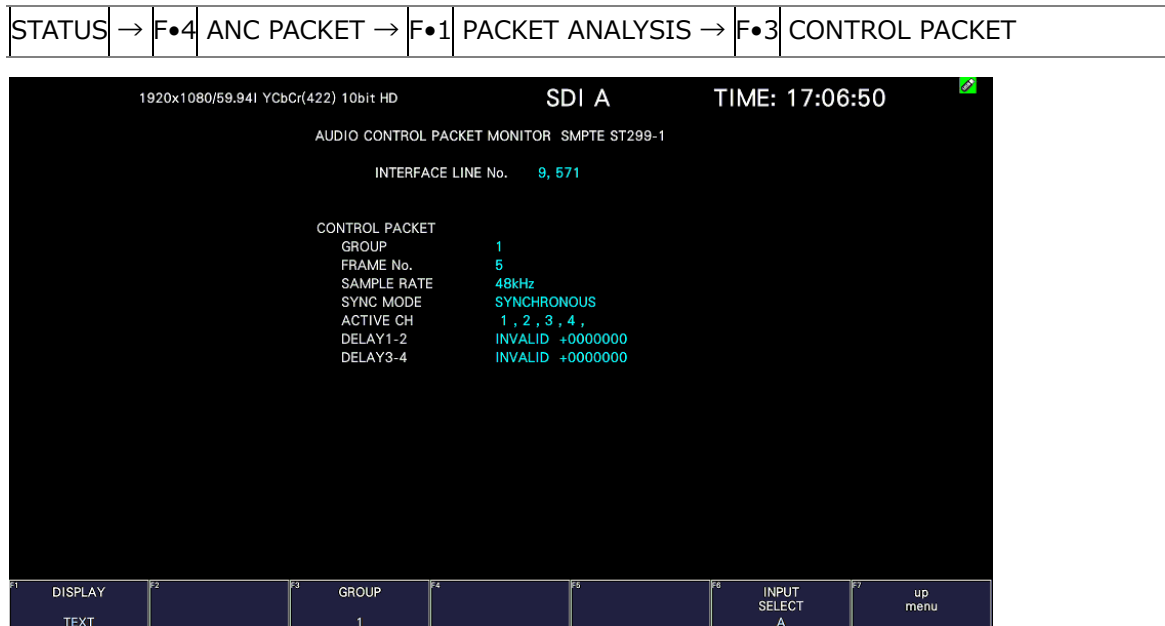 STATUS → F•4 ANC PACKET → F•1 PACKET ANALYSIS → F•3 CONTROL PACKET
1920x1080/59.94I YCbCr(422) 10bit HD SDI A TIME: 17:06:50
AUDIO CONTROL PACKET MONITOR SMPTE ST299-1
INTERFACE LINE No. 9, 571
CONTROL PACKET
GROUP 1
FRAME No. 5
SAMPLE RATE 48kHz
SYNC MODE SYNCHRONOUS
ACTIVE CH 1 , 2 , 3 , 4 ,
DELAY1-2 INVALID +0000000
DELAY3-4 INVALID +0000000
F1 DISPLAY F2 F3 GROUP F4 F5 F6 INPUT F7 up
SELECT menu
TEXT 1 A